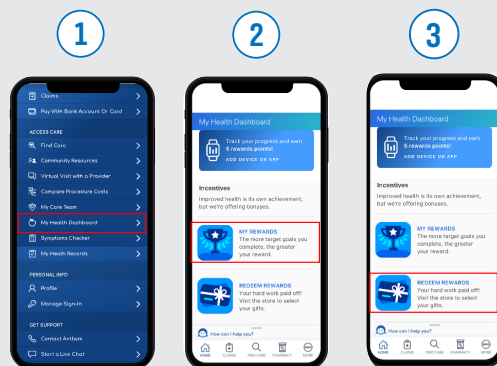 1
2
3
Claims
Pay With Bank Account Or Card
ACCESS CARE
Find Care
Community Resources
Virtual Visit with a Provider
Compare Procedure Costs
My Care Team
My Health Dashboard
Symptoms Checker
My Heath Records
PERSONAL INFO
Profile
Manage Sign-In
GET SUPPORT
Contact Anthem
Start a Live Chat
My Health Dashboard
Track your progress and earn
5 rewards points!
ADD DEVICE OR APP
Incentives
Improved health is its own achievement,
but we're offering bonuses.
MY REWARDS
The more target goals you
complete, the greater
your reward.
REDEEM REWARDS
Your hard work paid off!
Visit the store to select
your gifts.
How can I help you?
HOME CLAIMS FIND CARE PHARMACY MORE
My Health Dashboard
Track your progress and earn
5 rewards points!
ADD DEVICE OR APP
Incentives
Improved health is its own achievement,
but we're offering bonuses.
MY REWARDS
The more target goals you
complete, the greater
your reward.
REDEEM REWARDS
Your hard work paid off!
Visit the store to select
your gifts.
How can I help you?
HOME CLAIMS FIND CARE PHARMACY MORE